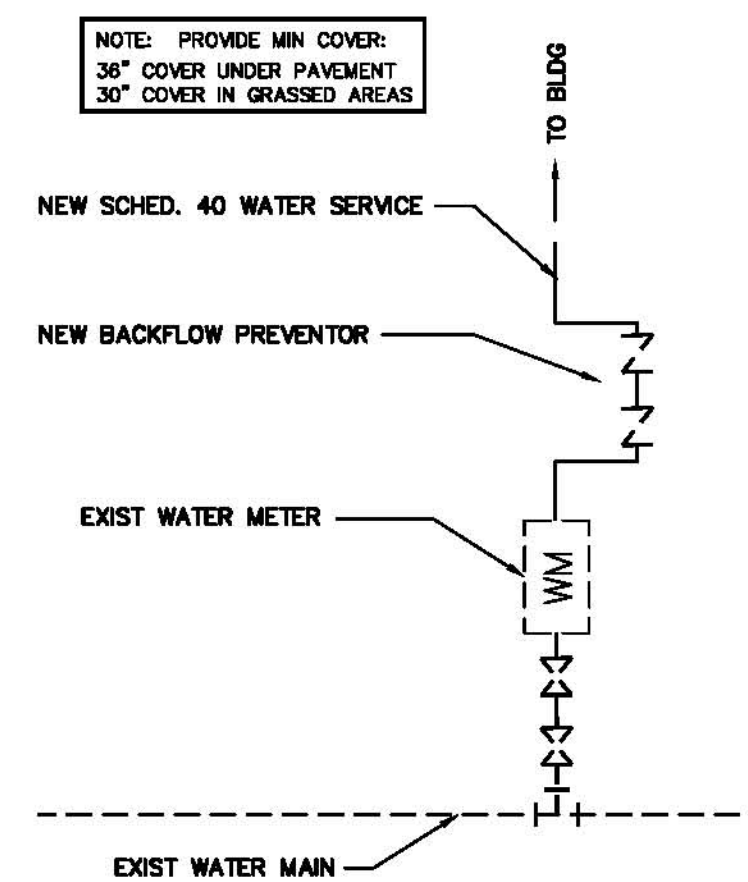 NOTE: PROVIDE MIN COVER:
36" COVER UNDER PAVEMENT
30" COVER IN GRASSED AREAS
TO BLDG
NEW SCHED. 40 WATER SERVICE
NEW BACKFLOW PREVENTOR
EXIST WATER METER
WM
EXIST WATER MAIN